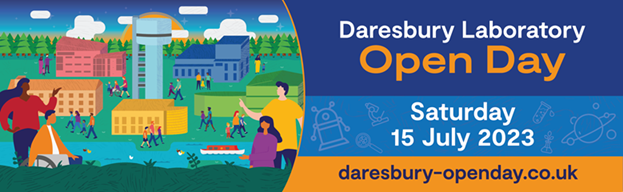 Daresbury Laboratory
Open Day
Saturday
15 July 2023
daresbury-openday.co.uk